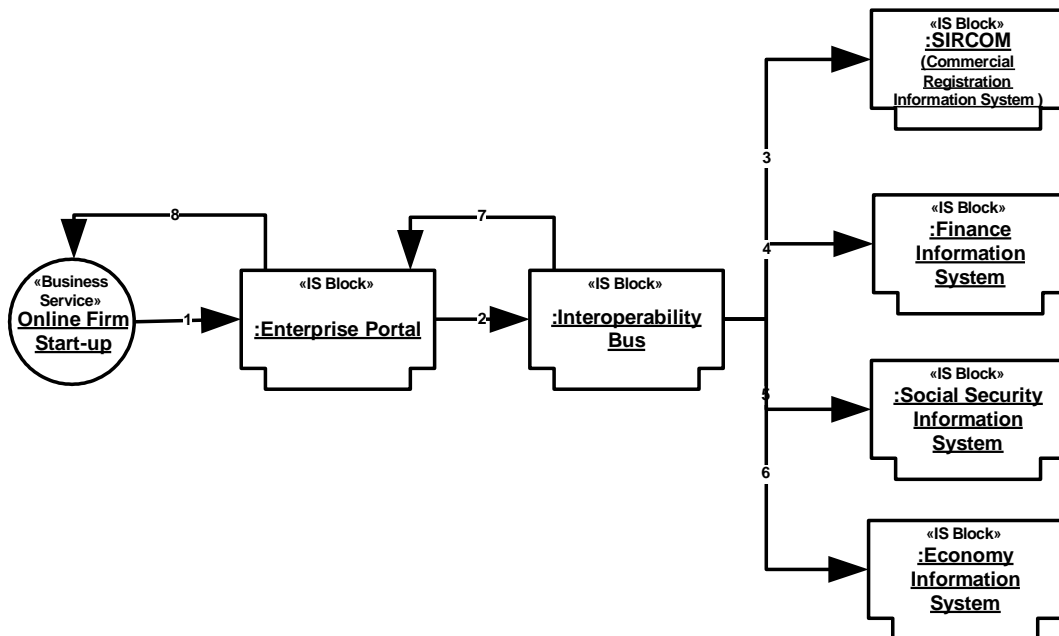 «IS Block»
:SIRCOM
(Commercial
Registration
Information System )
3
8
7
«IS Block»
:Finance
Information
System
4
«Business
Service»
Online Firm
Start-up
1
«IS Block»
:Enterprise Portal
2
«IS Block»
:Interoperability
Bus
«IS Block»
:Social Security
Information
System
5
6
«IS Block»
:Economy
Information
System